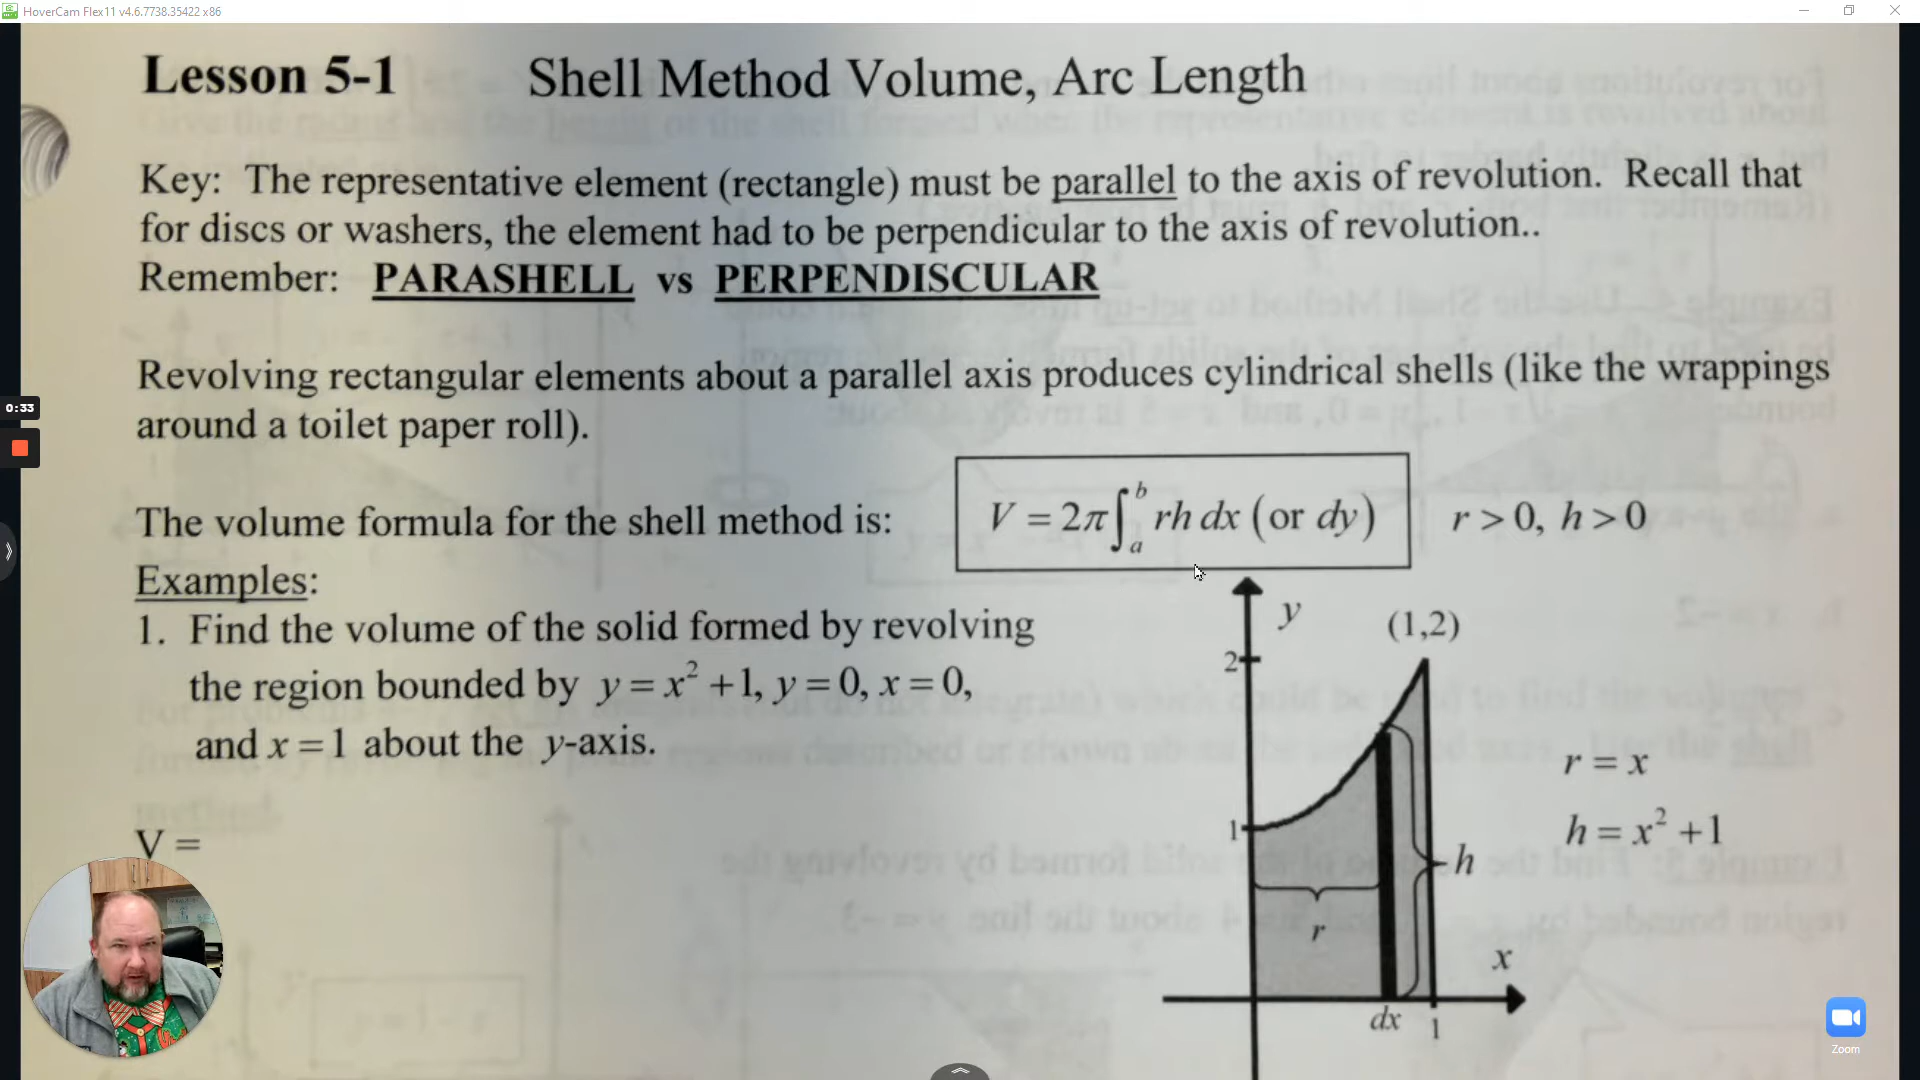 HoverCam Flex11 v4.6.7738.35422 x86
Lesson 5-1 Shell Method Volume, Arc Length
Key: The representative element (rectangle) must be parallel to the axis of revolution. Recall that
for discs or washers, the element had to be perpendicular to the axis of revolution..
Remember: PARASHELL vs PERPENDISCULAR
Revolving rectangular elements about a parallel axis produces cylindrical shells (like the wrappings
around a toilet paper roll).
0:33
The volume formula for the shell method is: V = 2π∫ₐᵇ rh dx (or dy) r > 0, h > 0
Examples:
1. Find the volume of the solid formed by revolving
the region bounded by y = x² + 1, y = 0, x = 0,
and x = 1 about the y-axis.
V =
y
(1,2)
2
1
r = x
h = x² + 1
h
r
x
dx 1
Zoom